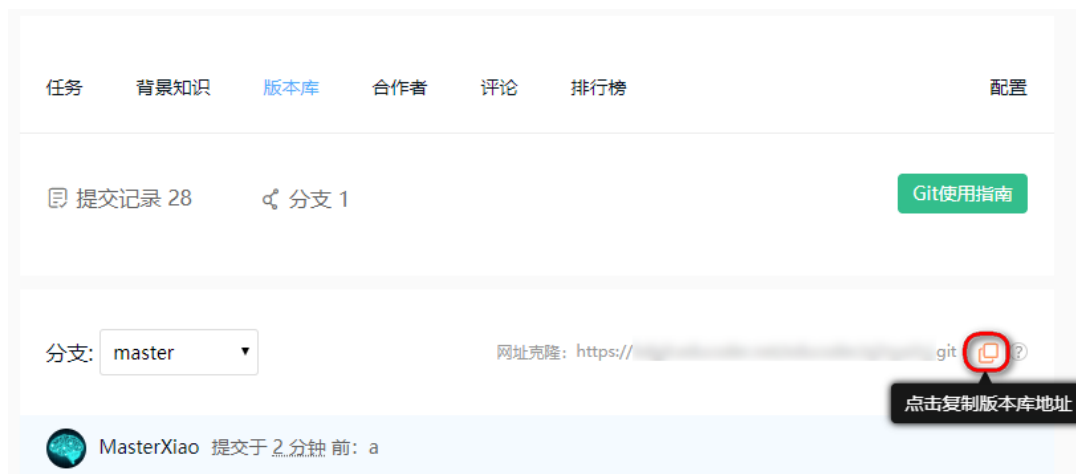 任务 背景知识 版本库 合作者 评论 排行榜 配置
提交记录 28 分支 1 Git使用指南
分支: master 网址克隆：https:// git
点击复制版本库地址
MasterXiao 提交于 2 分钟 前：a